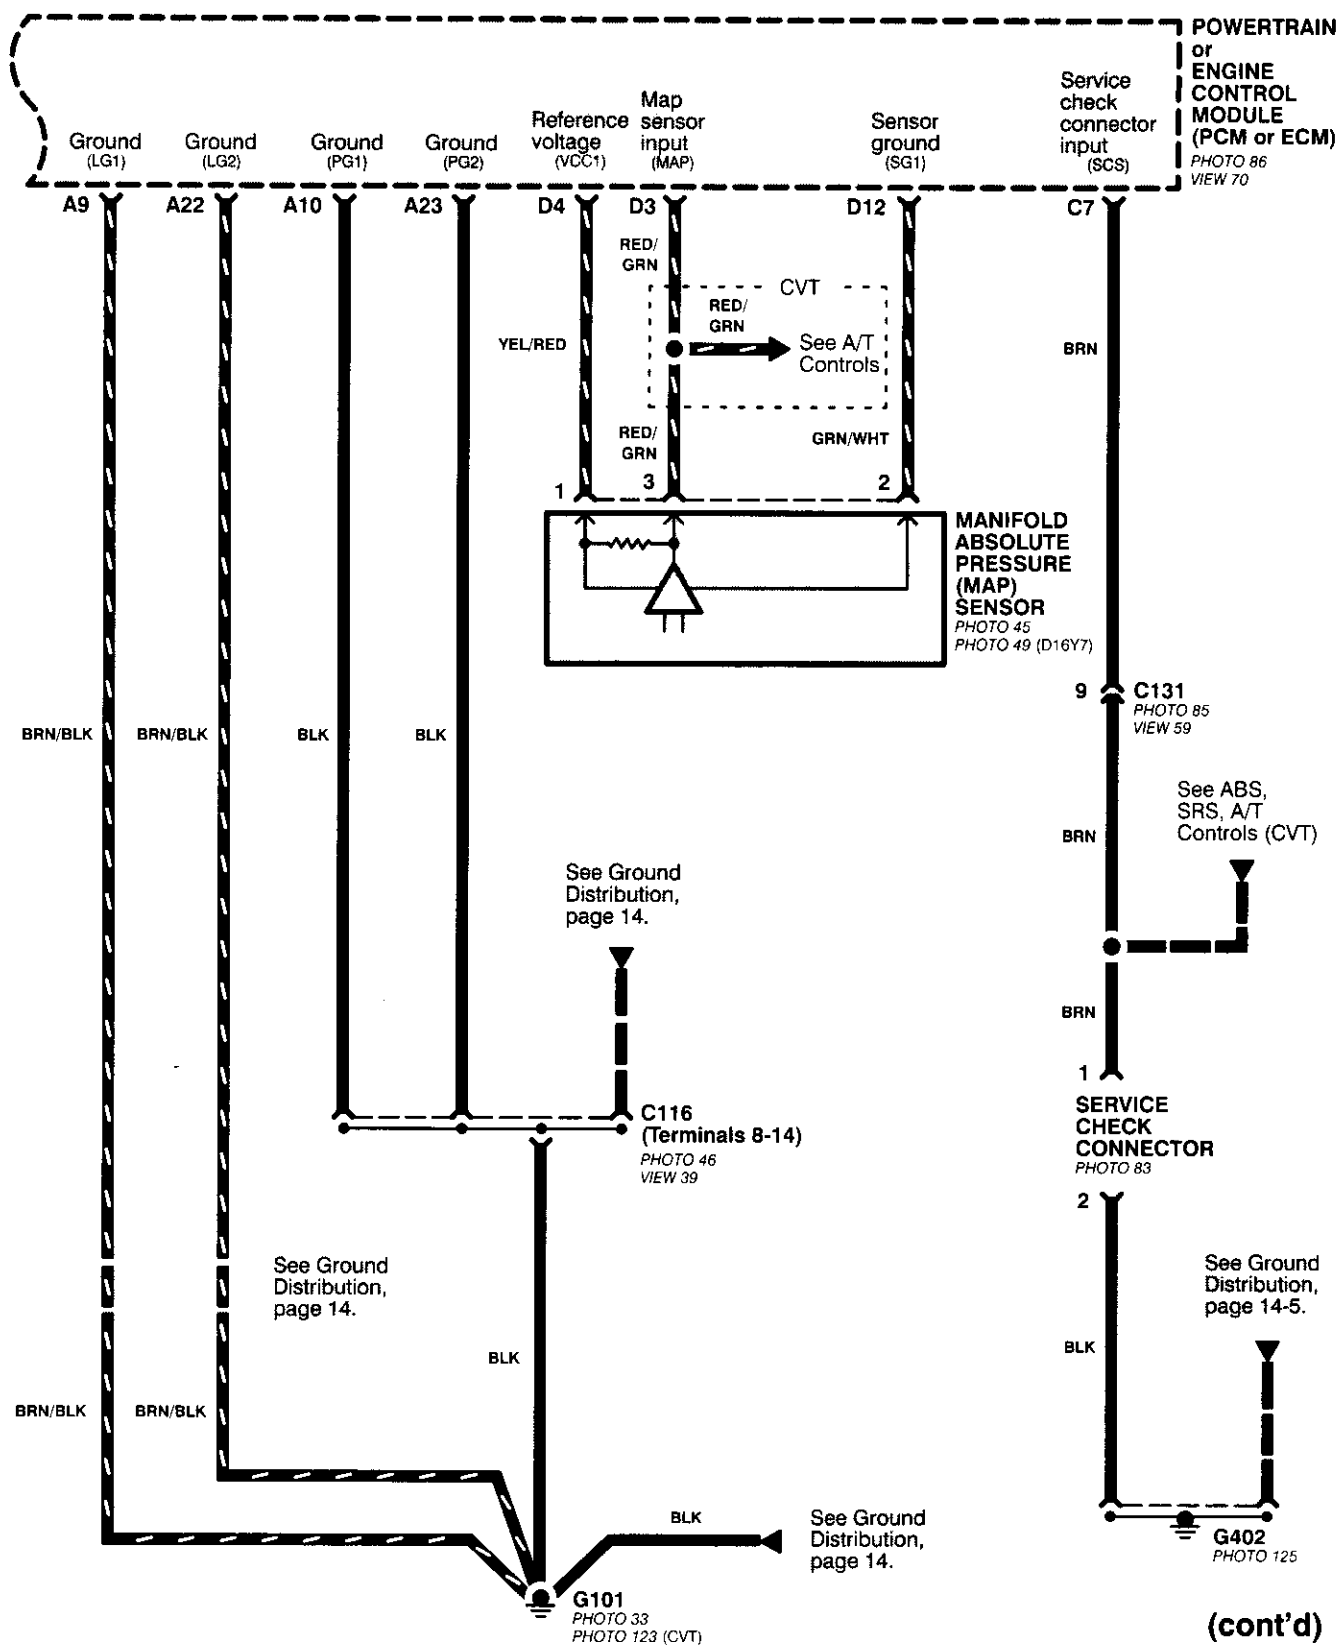 POWERTRAIN
or
ENGINE
CONTROL
MODULE
(PCM or ECM)
PHOTO 86
VIEW 70
Ground
(LG1)
Ground
(LG2)
Ground
(PG1)
Ground
(PG2)
Reference
voltage
(VCC1)
Map
sensor
input
(MAP)
Sensor
ground
(SG1)
Service
check
connector
input
(SCS)
A9
A22
A10
A23
D4
D3
D12
C7
RED/
GRN
CVT
RED/
GRN
See A/T
Controls
YEL/RED
BRN
RED/
GRN
GRN/WHT
1
3
2
MANIFOLD
ABSOLUTE
PRESSURE
(MAP)
SENSOR
PHOTO 45
PHOTO 49 (D16Y7)
9
C131
PHOTO 85
VIEW 59
BRN/BLK
BRN/BLK
BLK
BLK
See ABS,
SRS, A/T
Controls (CVT)
BRN
See Ground
Distribution,
page 14.
BRN
1
C116
(Terminals 8-14)
PHOTO 46
VIEW 39
SERVICE
CHECK
CONNECTOR
PHOTO 83
2
See Ground
Distribution,
page 14.
See Ground
Distribution,
page 14-5.
BLK
BLK
BRN/BLK
BRN/BLK
BLK
See Ground
Distribution,
page 14.
G402
PHOTO 125
G101
PHOTO 33
PHOTO 123 (CVT)
(cont'd)